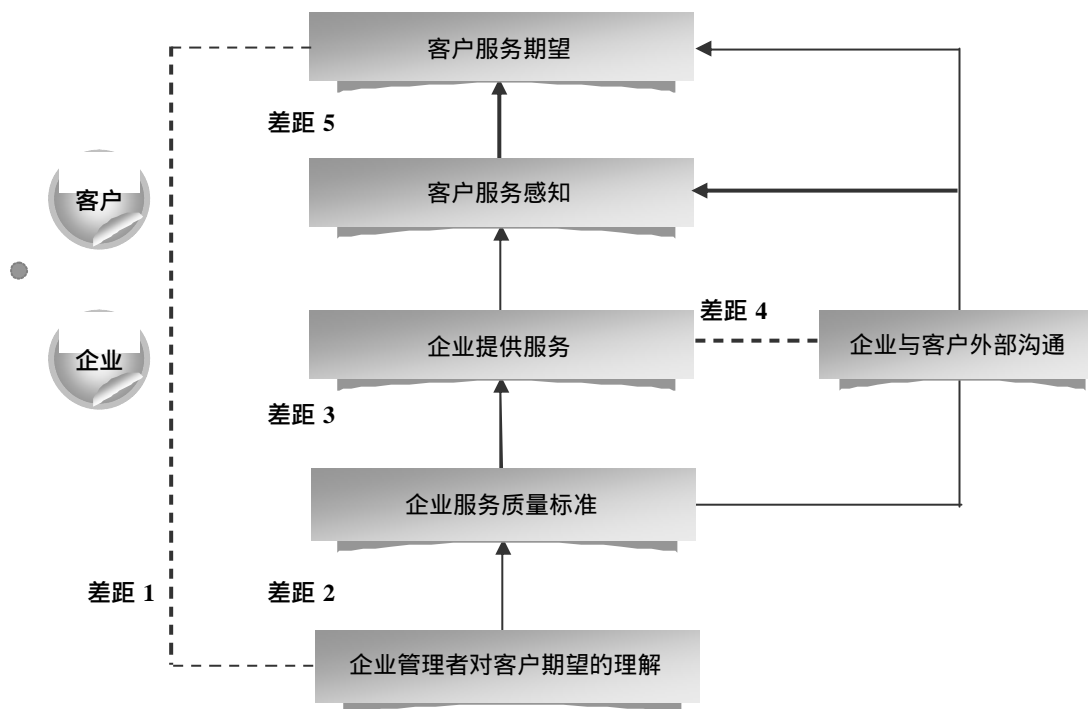 客户服务期望
差距 5
客户
客户服务感知
差距 4
企业
企业提供服务
企业与客户外部沟通
差距 3
企业服务质量标准
差距 1
差距 2
企业管理者对客户期望的理解